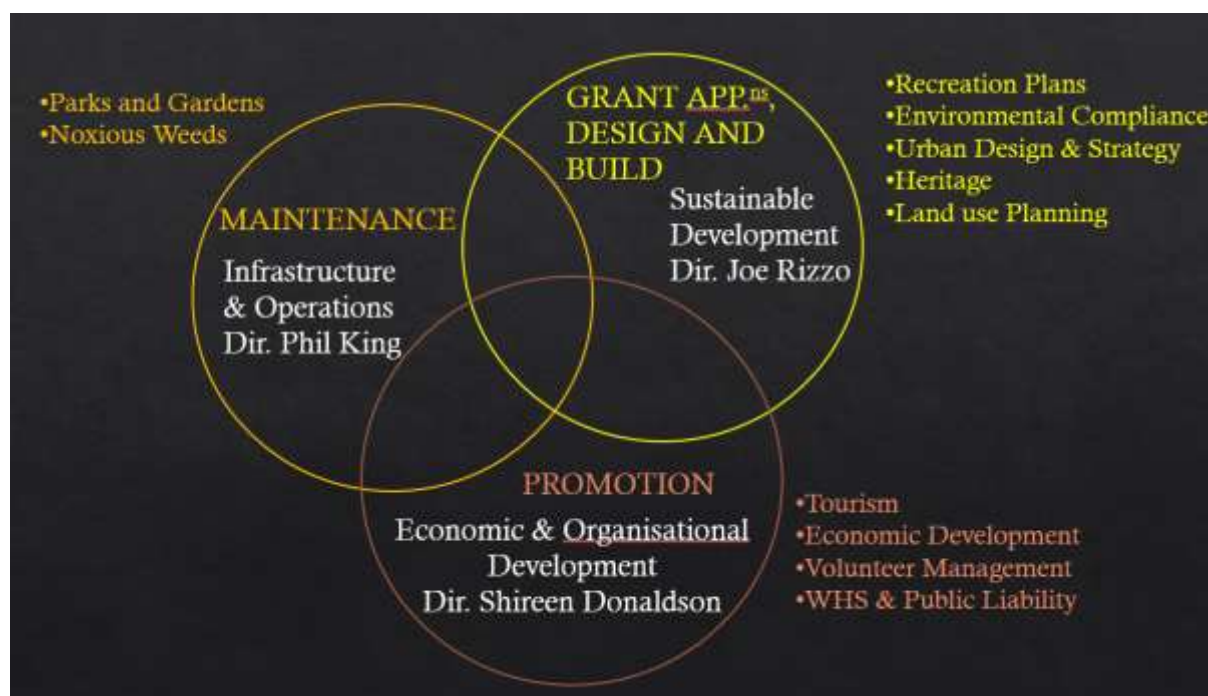 •Parks and Gardens
•Noxious Weeds
MAINTENANCE
Infrastructure
& Operations
Dir. Phil King
GRANT APP.ⁿˢ,
DESIGN AND
BUILD
Sustainable
Development
Dir. Joe Rizzo
•Recreation Plans
•Environmental Compliance
•Urban Design & Strategy
•Heritage
•Land use Planning
PROMOTION
Economic & Organisational
Development
Dir. Shireen Donaldson
•Tourism
•Economic Development
•Volunteer Management
•WHS & Public Liability